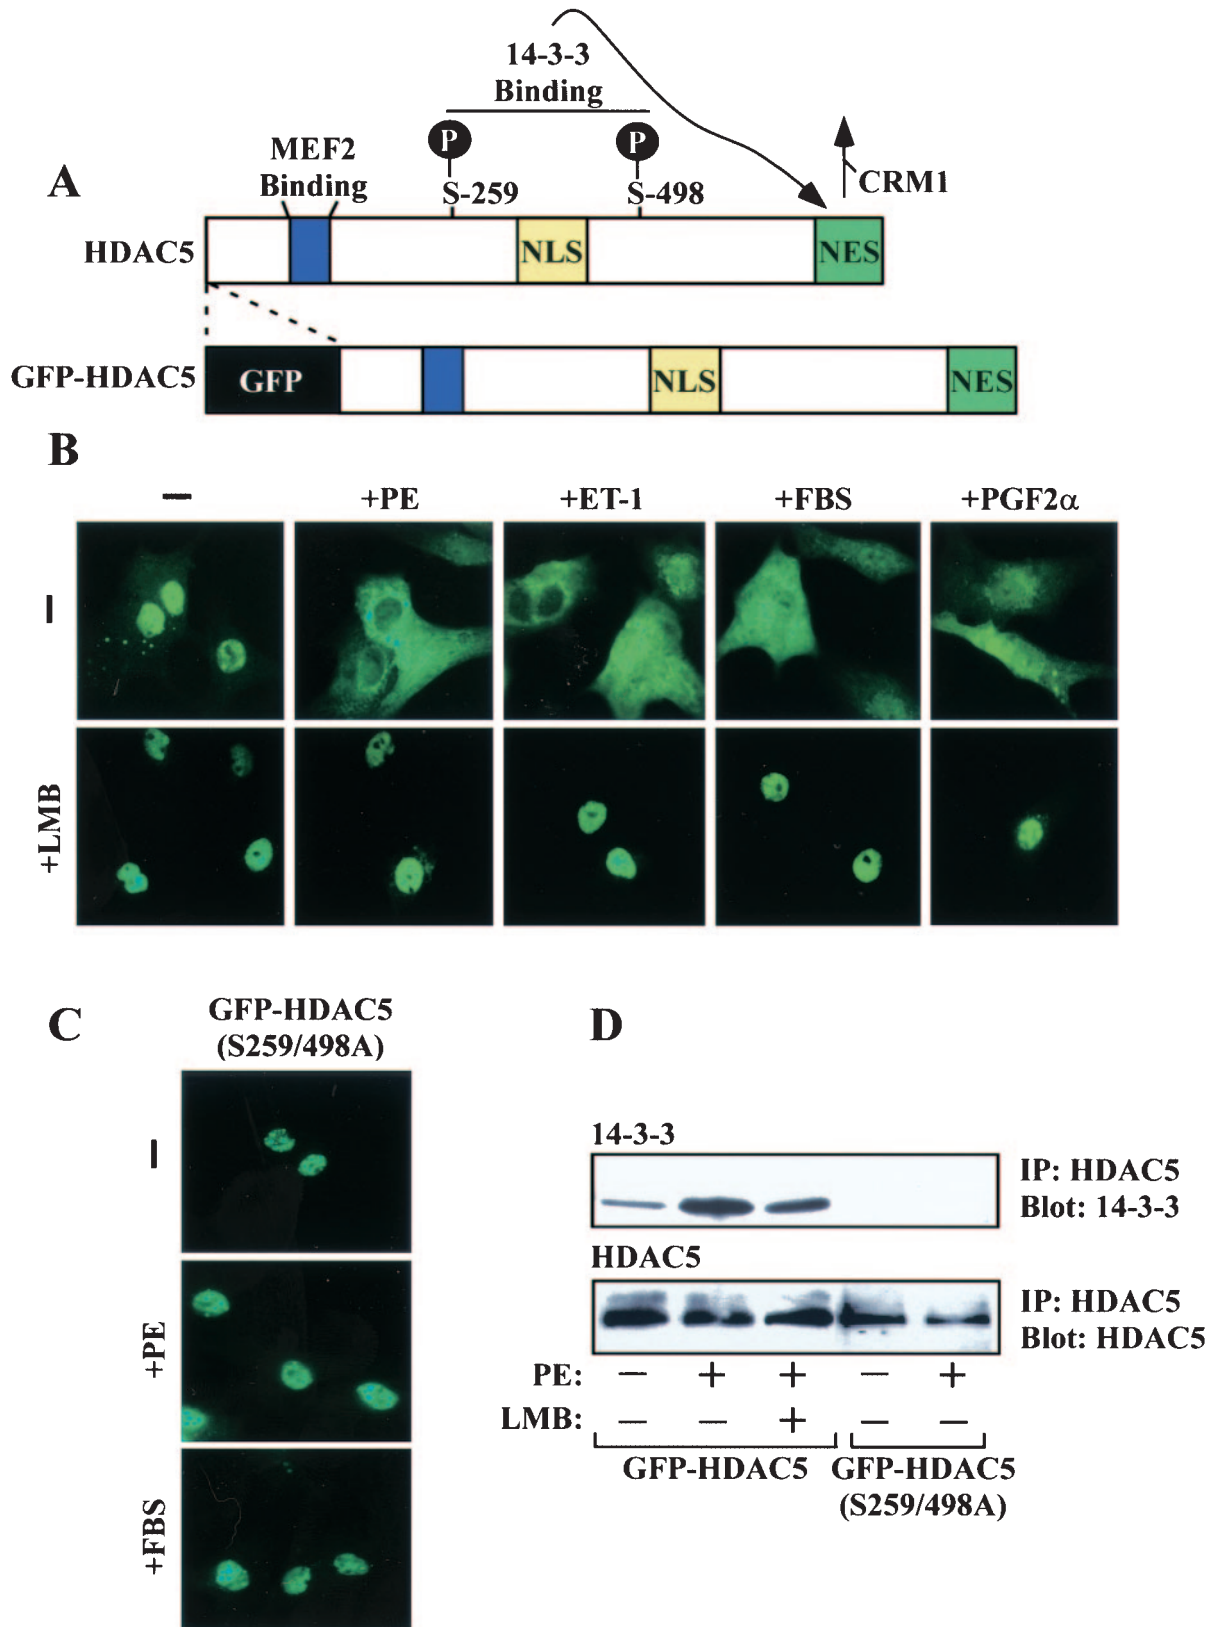 A
14-3-3
Binding
MEF2
Binding
P
P
S-259
S-498
CRM1
HDAC5
NLS
NES
GFP-HDAC5
GFP
NLS
NES
B
–
+PE
+ET-1
+FBS
+PGF2α
–
+LMB
C
GFP-HDAC5
(S259/498A)
–
+PE
+FBS
D
14-3-3
IP: HDAC5
Blot: 14-3-3
HDAC5
IP: HDAC5
Blot: HDAC5
PE: – + + – +
LMB: – – + – –
GFP-HDAC5
GFP-HDAC5
(S259/498A)